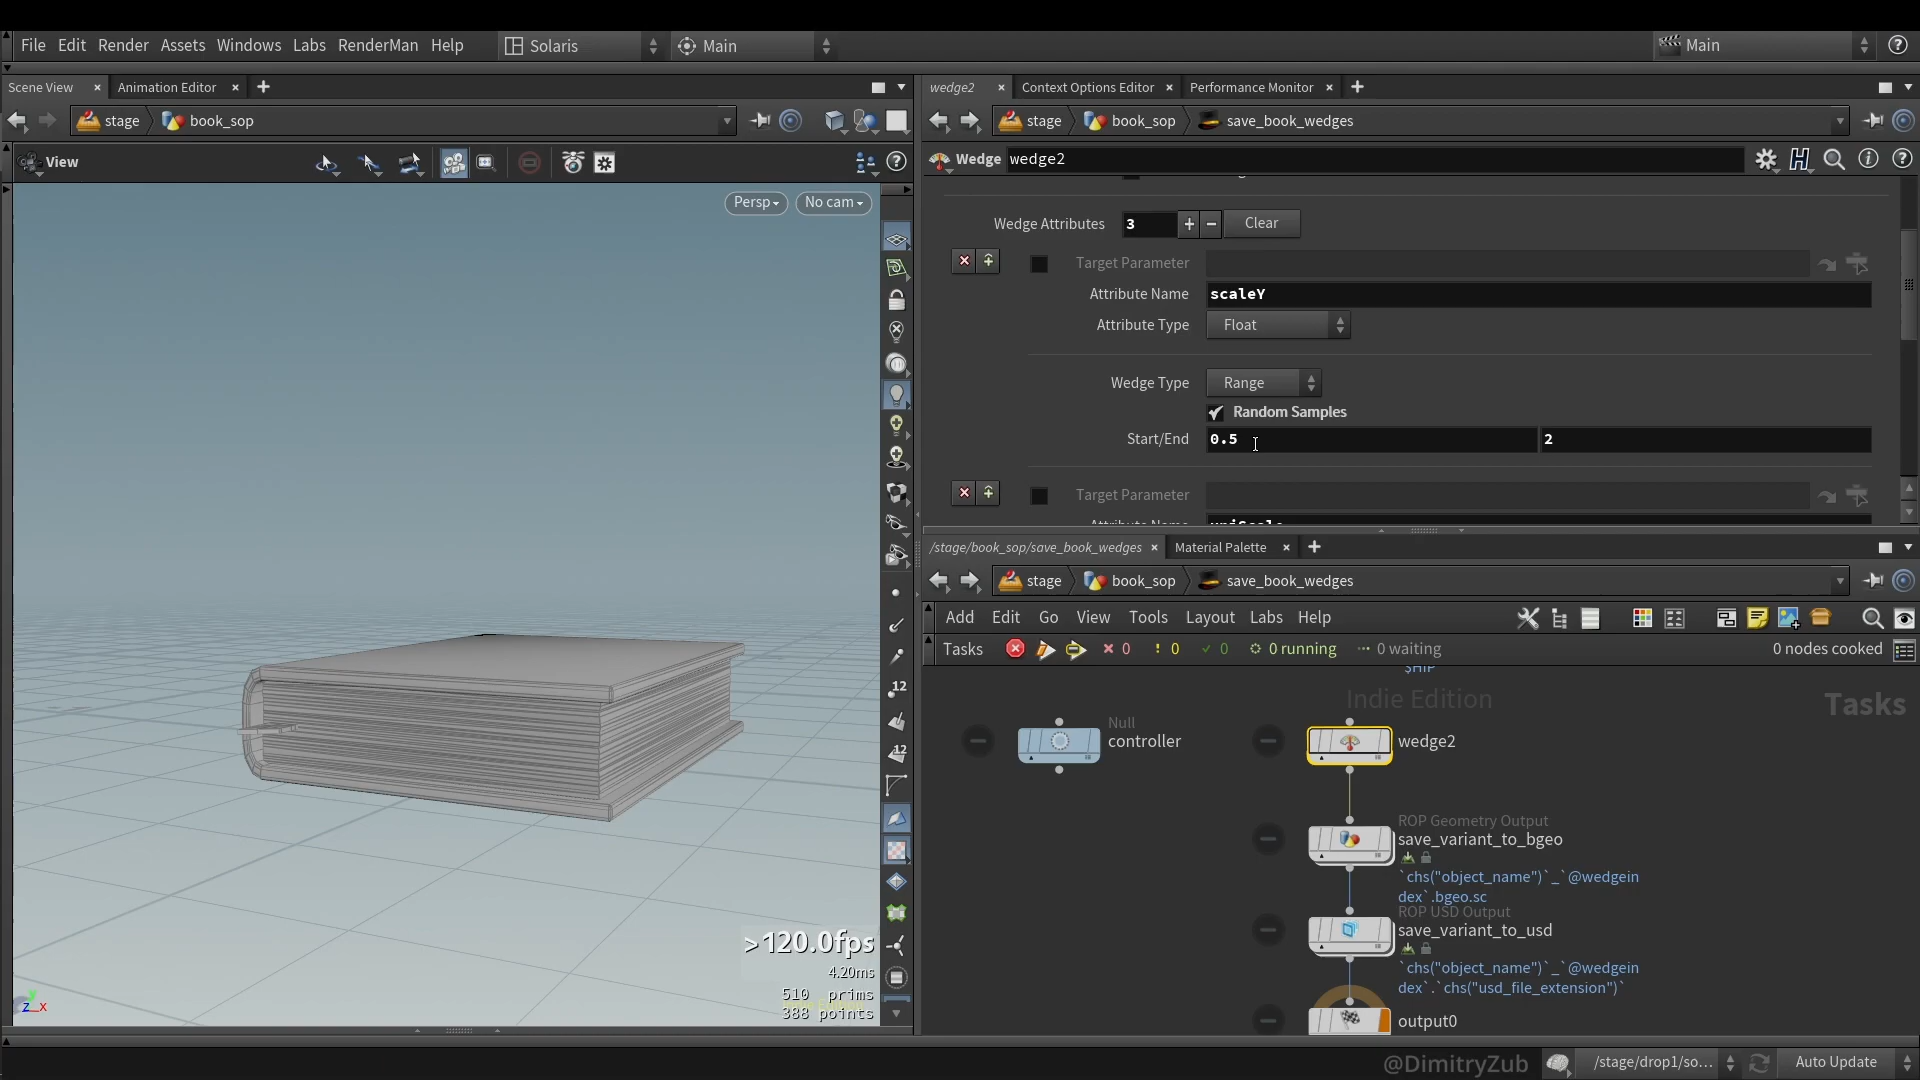 File Edit Render Assets Windows Labs RenderMan Help Solaris Main Main
Scene View Animation Editor
stage book_sop
View
Persp No cam
>120.0fps
4.20ms
510 prims
388 points
z x
12
12
wedge2 Context Options Editor Performance Monitor
stage book_sop save_book_wedges
Wedge wedge2
Wedge Attributes 3 Clear
Target Parameter
Attribute Name scaleY
Attribute Type Float
Wedge Type Range
Random Samples
Start/End 0.5 2
Target Parameter
/stage/book_sop/save_book_wedges Material Palette
stage book_sop save_book_wedges
Add Edit Go View Tools Layout Labs Help
Tasks 0 0 0 0 running 0 waiting 0 nodes cooked
$HIP
Indie Edition Tasks
Null
controller
wedge2
ROP Geometry Output
save_variant_to_bgeo
`chs("object_name")`_`@wedgein
dex`.bgeo.sc
ROP USD Output
save_variant_to_usd
`chs("object_name")`_`@wedgein
dex`.`chs("usd_file_extension")`
output0
@DimitryZub /stage/drop1/so... Auto Update